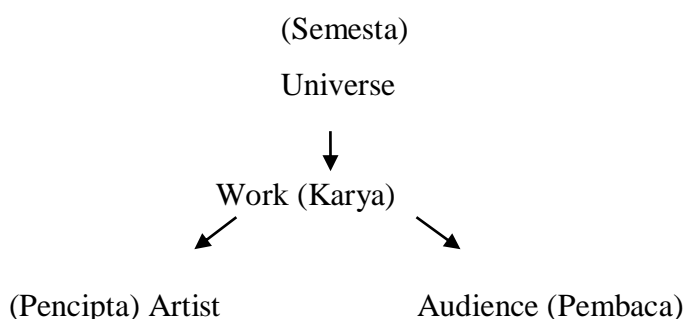 (Semesta)
Universe
Work (Karya)
(Pencipta) Artist Audience (Pembaca)